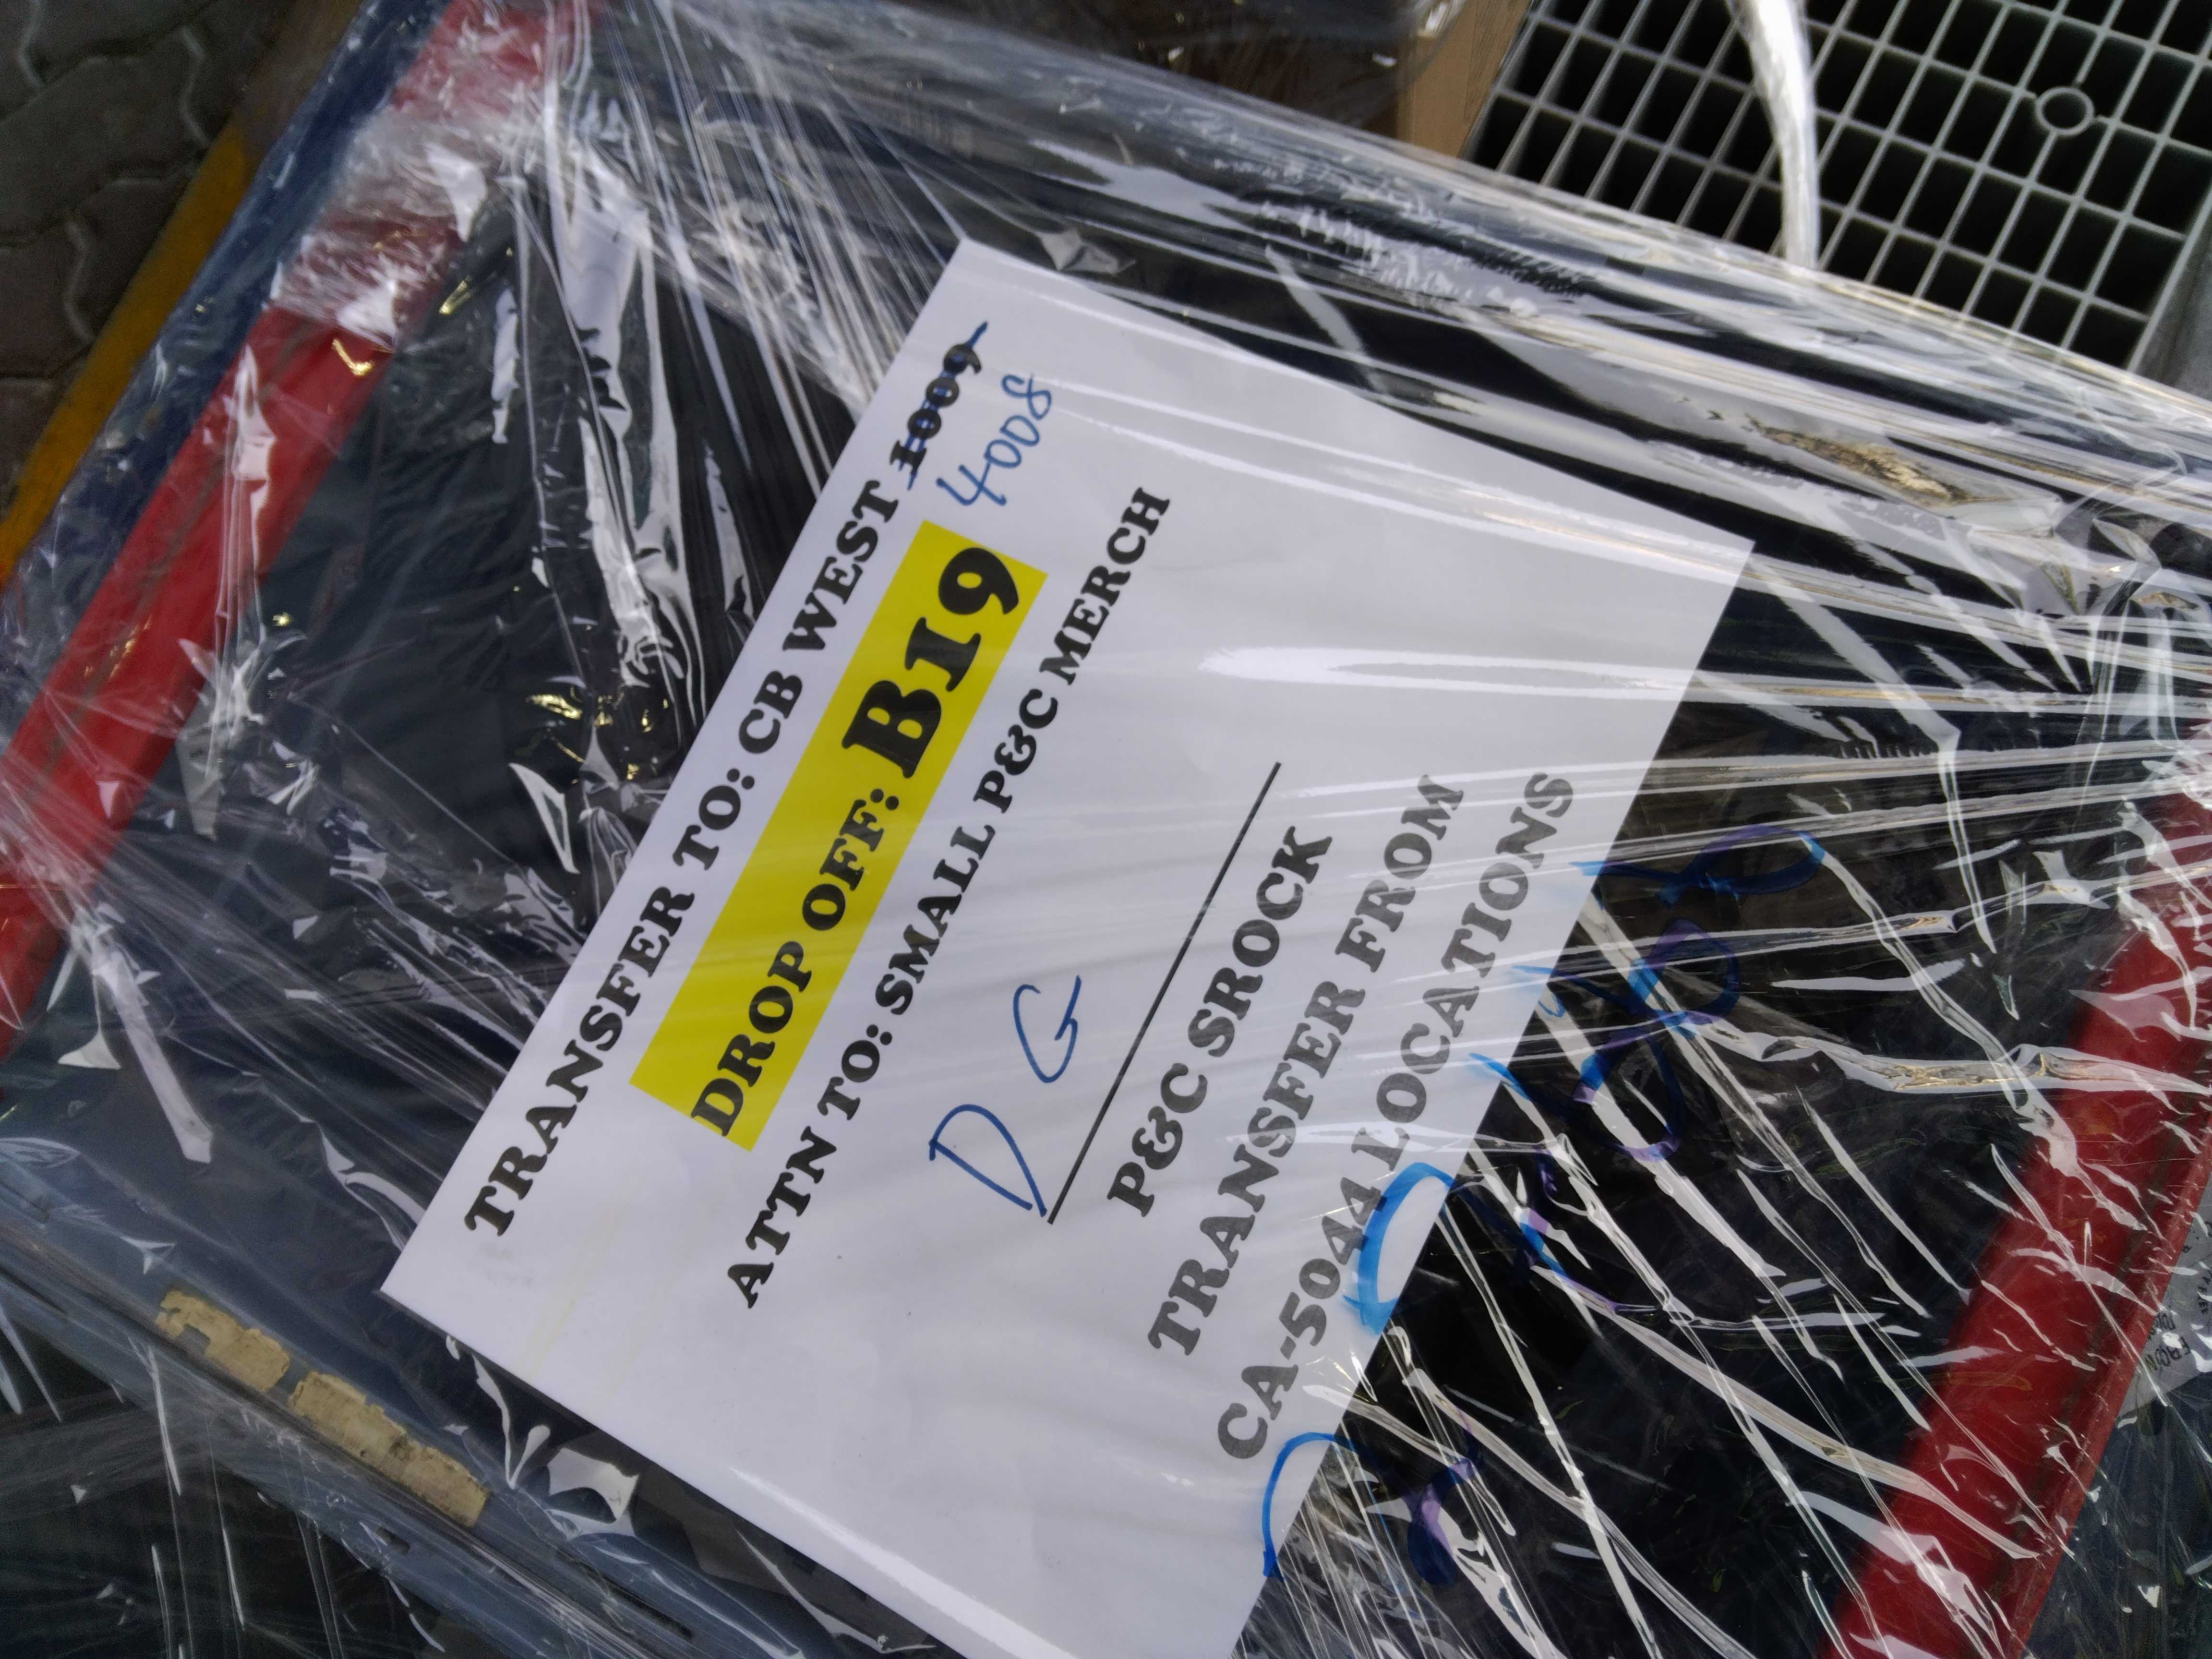 TRANSFER TO: CB WEST 1009
4008
DROP OFF: B19
ATTN TO: SMALL P&C MERCH
D G
P&C SROCK
TRANSFER FROM
CA-5044 LOCATIONS